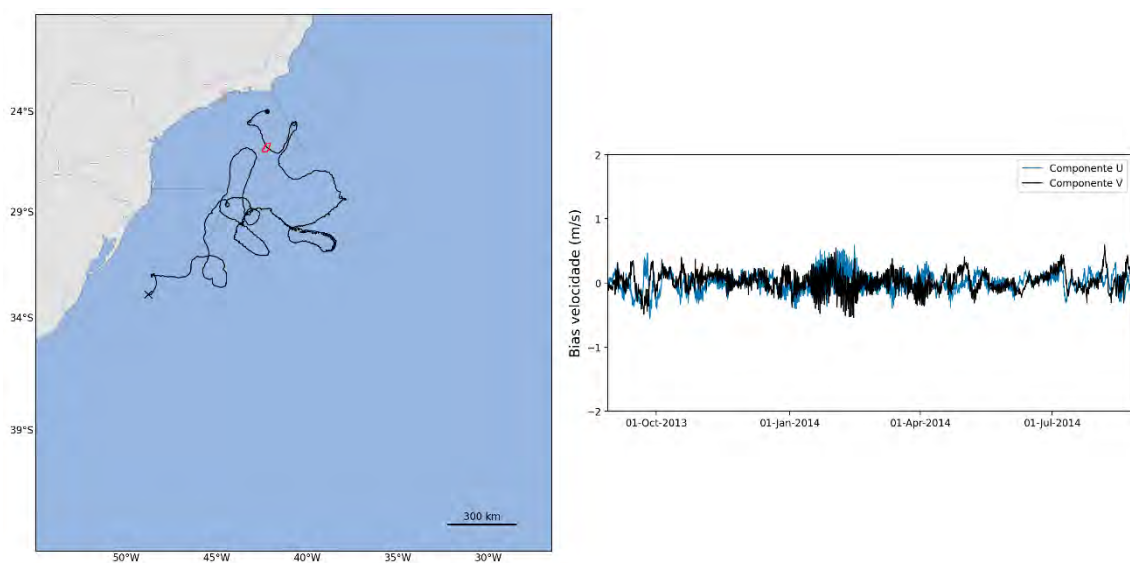 24°S
29°S
34°S
39°S
50°W
45°W
40°W
35°W
30°W
300 km
Bias velocidade (m/s)
2
1
0
−1
−2
01-Oct-2013
01-Jan-2014
01-Apr-2014
01-Jul-2014
Componente U
Componente V